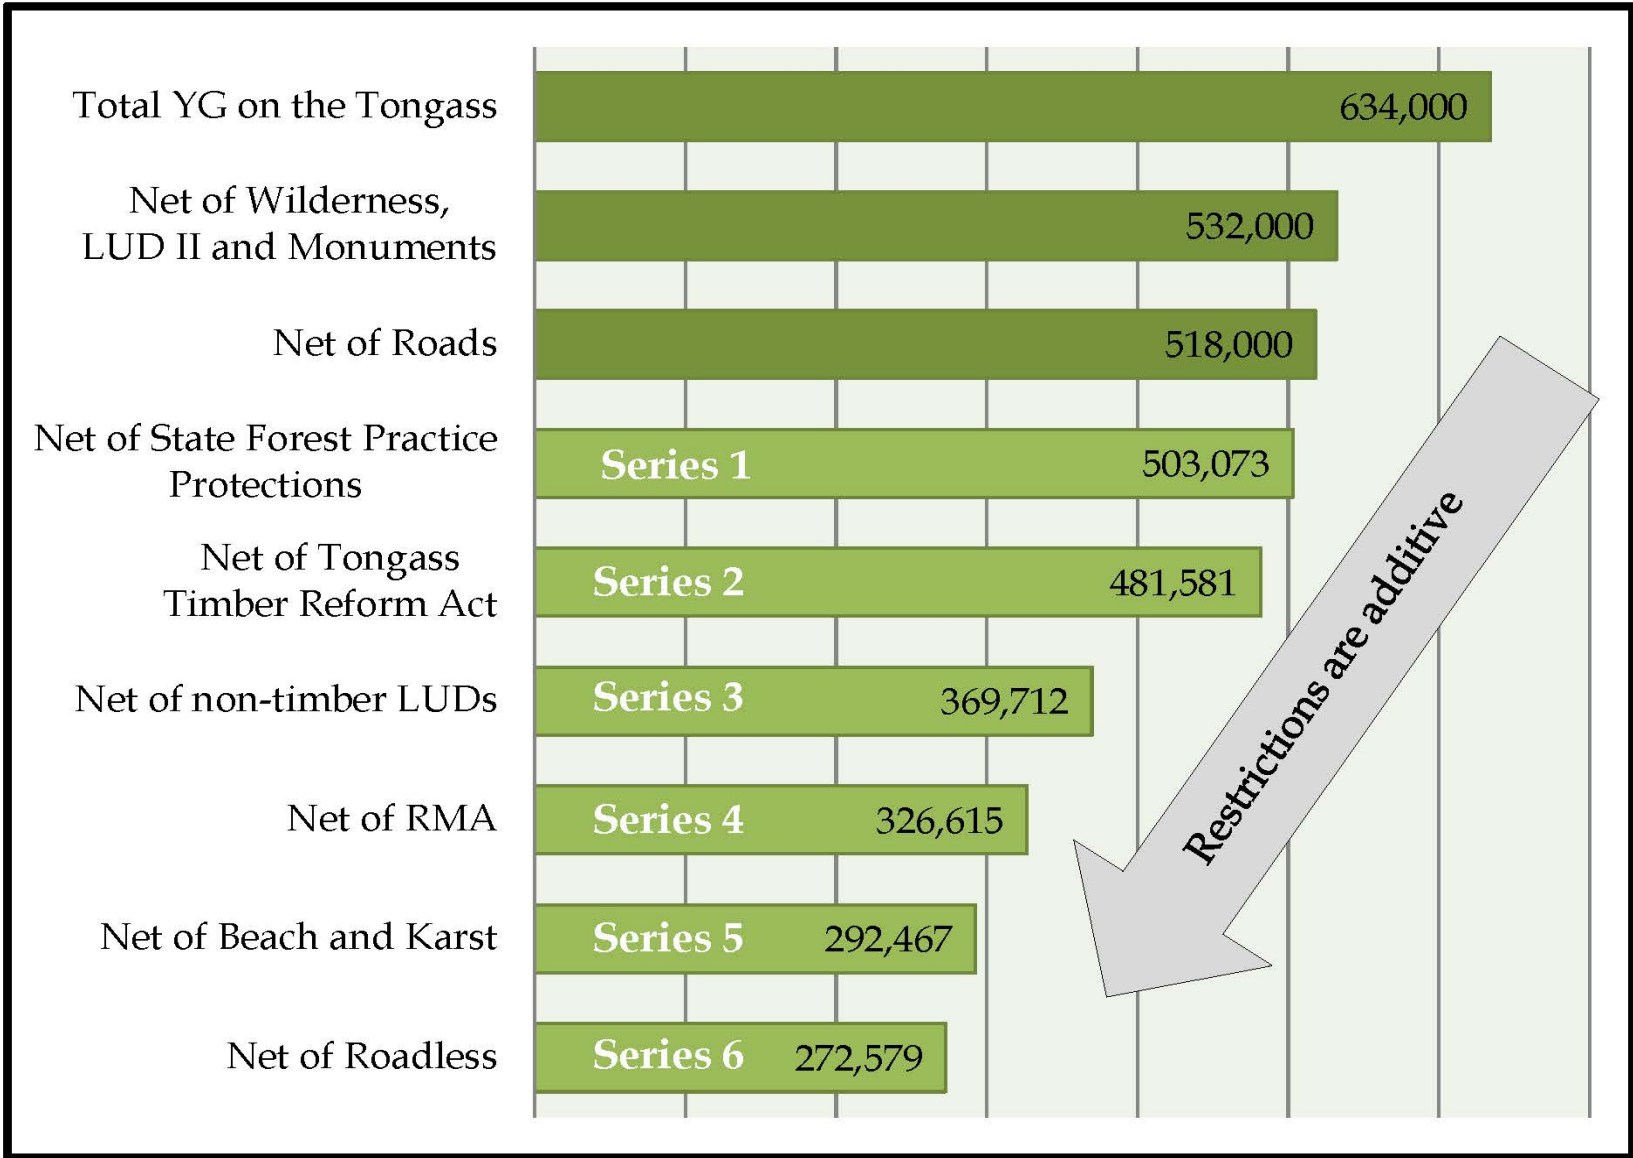 Total YG on the Tongass
634,000
Net of Wilderness,
LUD II and Monuments
532,000
Net of Roads
518,000
Net of State Forest Practice
Protections
Series 1
503,073
Net of Tongass
Timber Reform Act
Series 2
481,581
Net of non-timber LUDs
Series 3
369,712
Net of RMA
Series 4
326,615
Net of Beach and Karst
Series 5
292,467
Net of Roadless
Series 6
272,579
Restrictions are additive